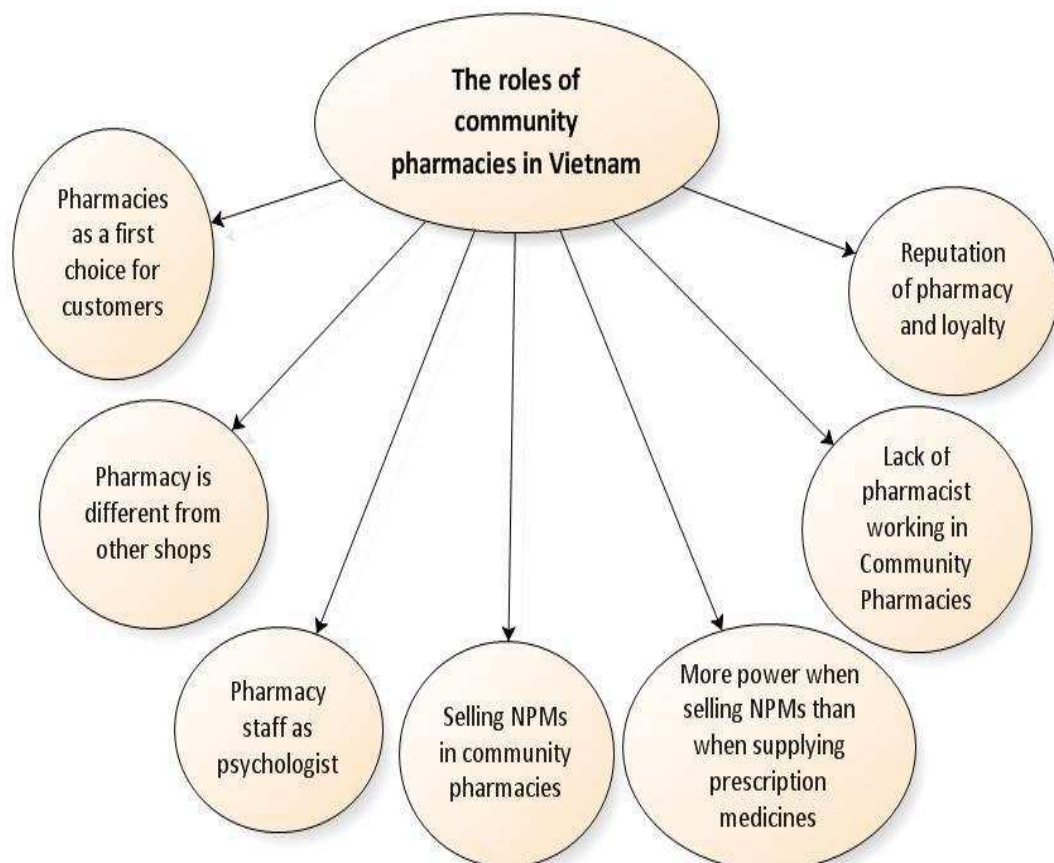 The roles of
community
pharmacies in Vietnam
Pharmacies
as a first
choice for
customers
Pharmacy is
different from
other shops
Pharmacy
staff as
psychologist
Selling NPMs
in community
pharmacies
More power when
selling NPMs than
when supplying
prescription
medicines
Lack of
pharmacist
working in
Community
Pharmacies
Reputation
of pharmacy
and loyalty